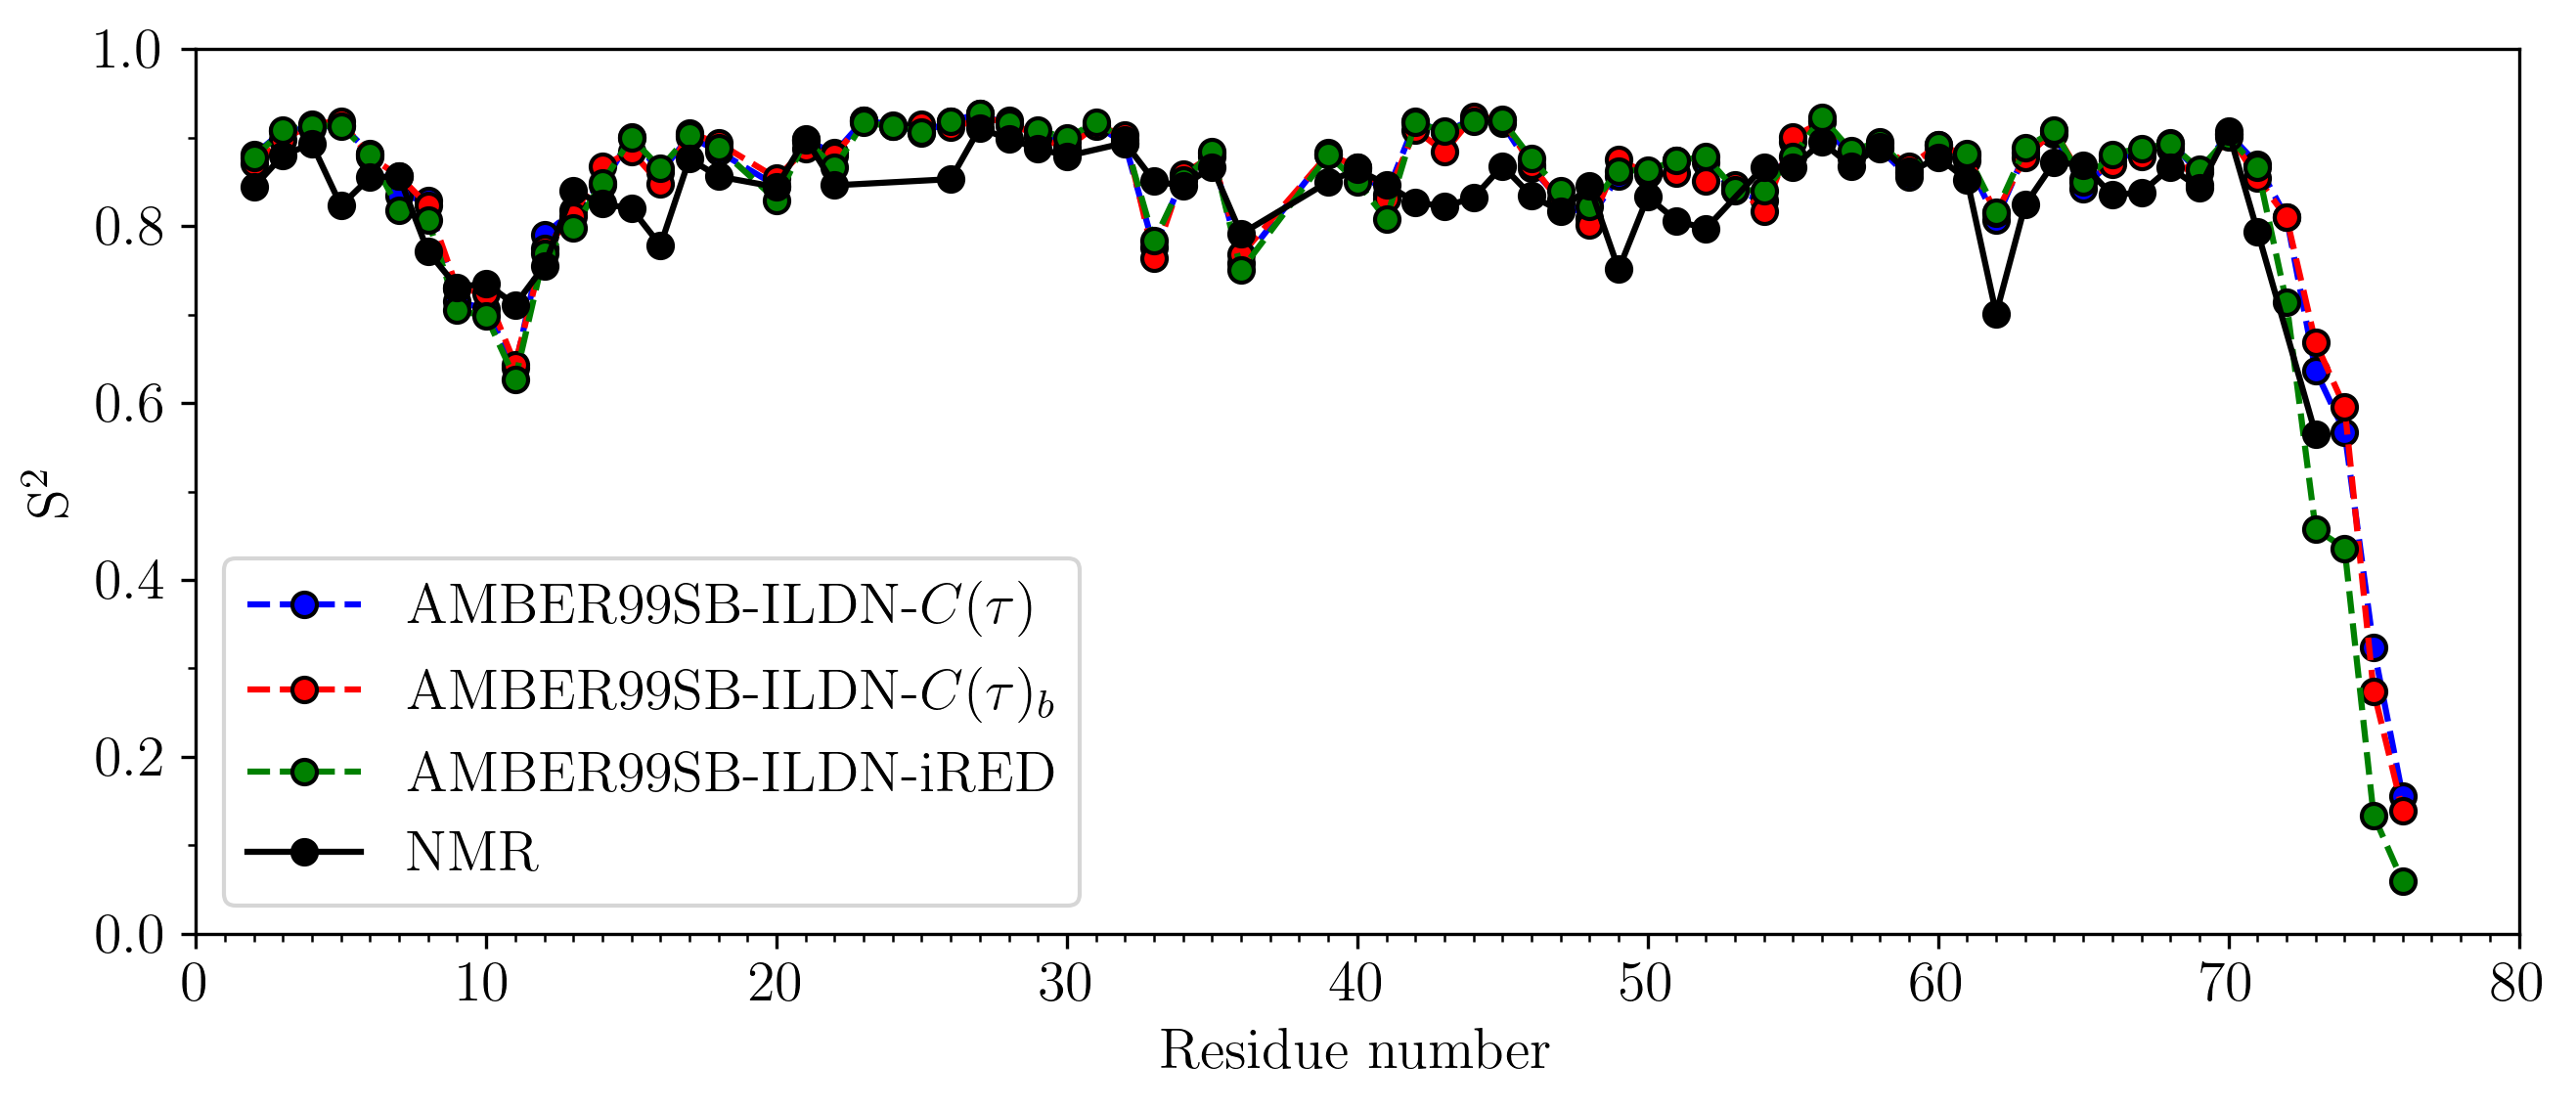 1.0
0.8
0.6
0.4
0.2
0.0
S²
AMBER99SB-ILDN-C(τ)
AMBER99SB-ILDN-C(τ)_b
AMBER99SB-ILDN-iRED
NMR
0 10 20 30 40 50 60 70 80
Residue number